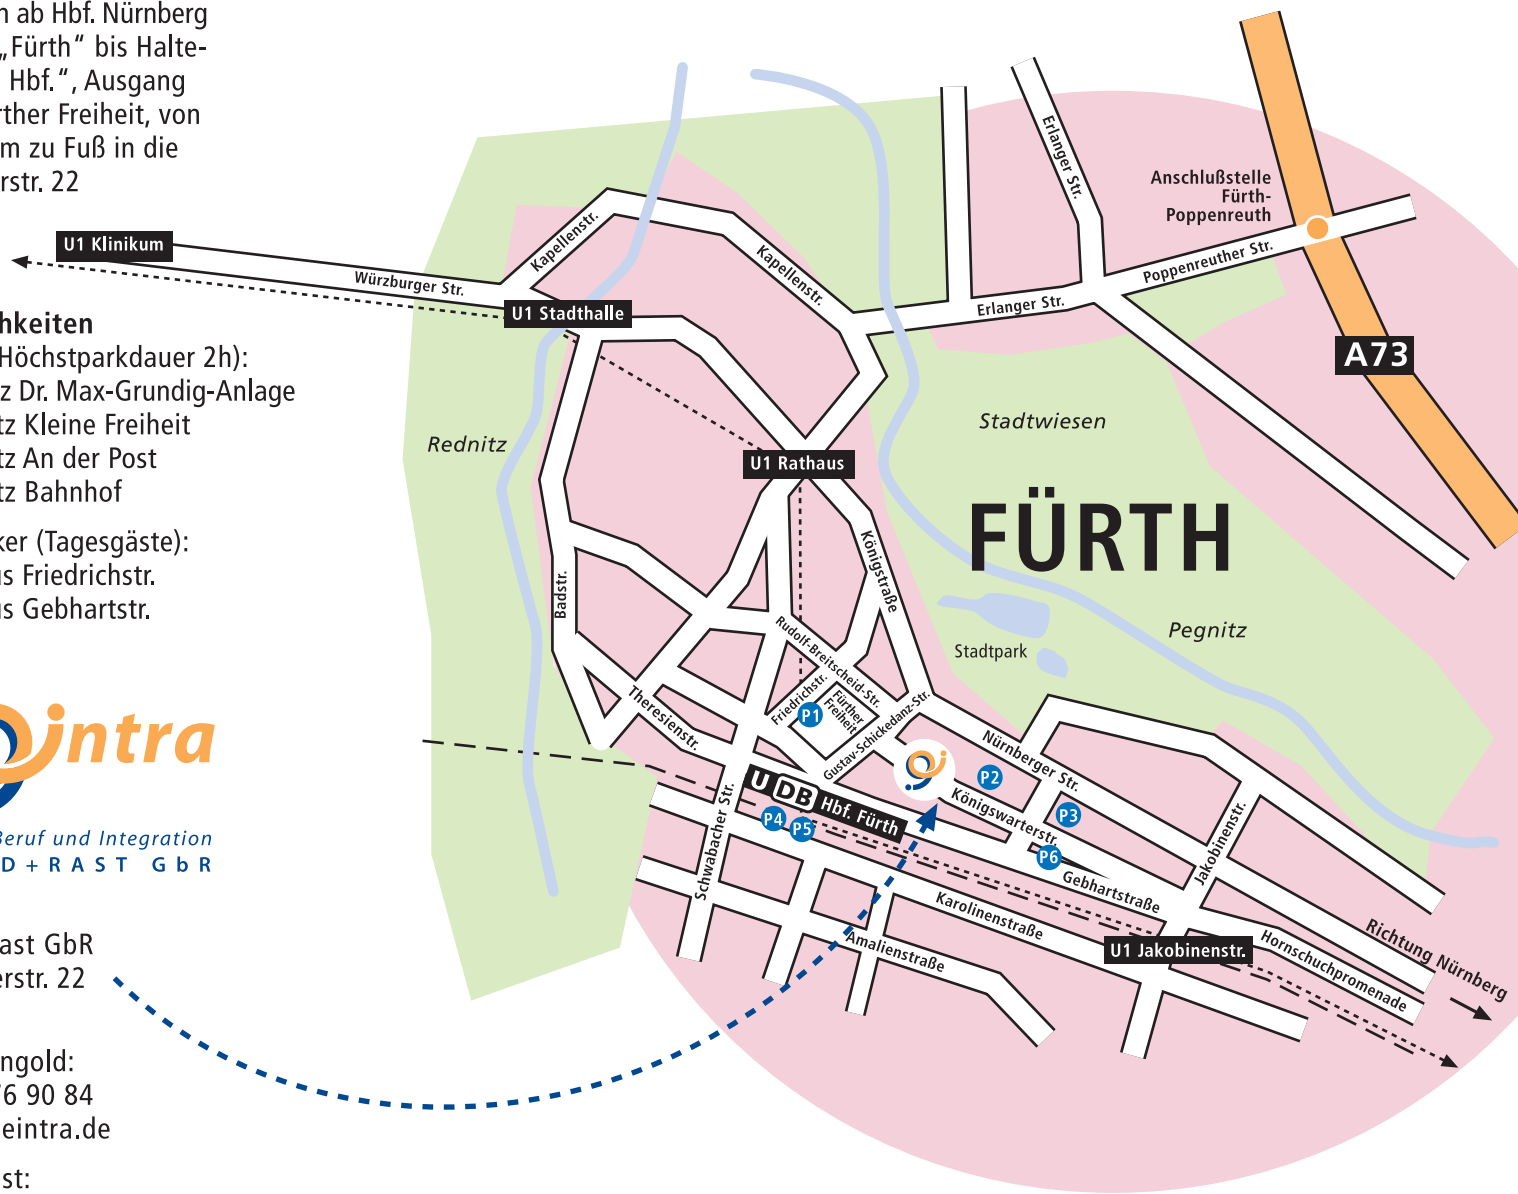 n ab Hbf. Nürnberg
„Fürth“ bis Halte-
Hbf.“, Ausgang
rther Freiheit, von
m zu Fuß in die
rstr. 22
hkeiten
Höchstparkdauer 2h):
z Dr. Max-Grundig-Anlage
tz Kleine Freiheit
tz An der Post
tz Bahnhof
ker (Tagesgäste):
us Friedrichstr.
us Gebhartstr.
intra
Beruf und Integration
D + R A S T G b R
ast GbR
erstr. 22
ngold:
76 90 84
eintra.de
st:
U1 Klinikum
Würzburger Str.
Kapellenstr.
Kapellenstr.
U1 Stadthalle
Erlanger Str.
Erlanger Str.
Anschlußstelle
Fürth-
Poppenreuth
Poppenreuther Str.
A73
Rednitz
Stadtwiesen
U1 Rathaus
FÜRTH
Königstraße
Badstr.
Pegnitz
Stadtpark
Rudolf-Breitscheid-Str.
Friedrichstr.
Fürther
Freiheit
P1
Theresienstr.
Gustav-Schickedanz-Str.
Nürnberger Str.
P2
Königswarterstr.
P3
U DB Hbf. Fürth
P4
P5
P6
Schwabacher Str.
Gebhartstraße
Jakobinenstr.
Karolinenstraße
Amalienstraße
U1 Jakobinenstr.
Hornschuchpromenade
Richtung Nürnberg